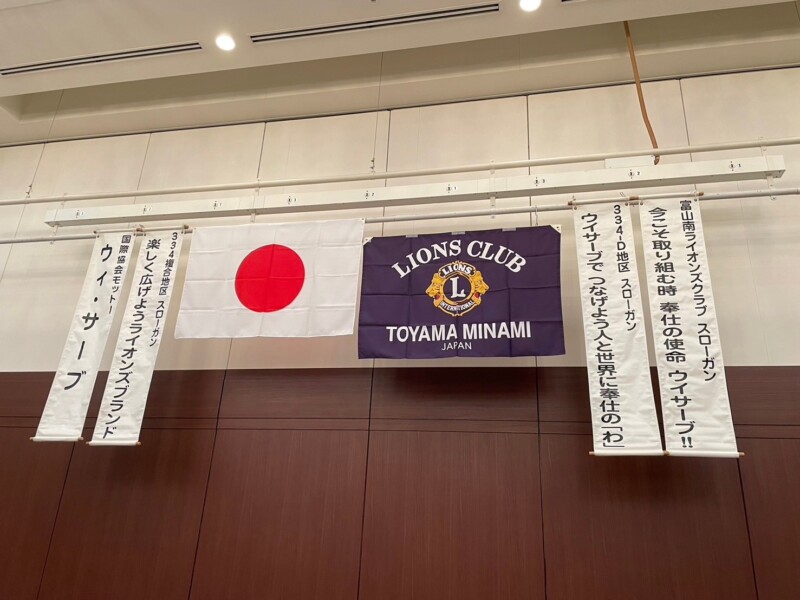 国際協会モットー
ウィ・サーブ
334複合地区 スローガン
楽しく広げようライオンズブランド
LIONS CLUB
LIONS
L
INTERNATIONAL
TOYAMA MINAMI
JAPAN
334-D地区 スローガン
ウイサーブで つなげよう人と世界に奉仕の「わ」
富山南ライオンズクラブ スローガン
今こそ取り組む時 奉仕の使命 ウイサーブ!!